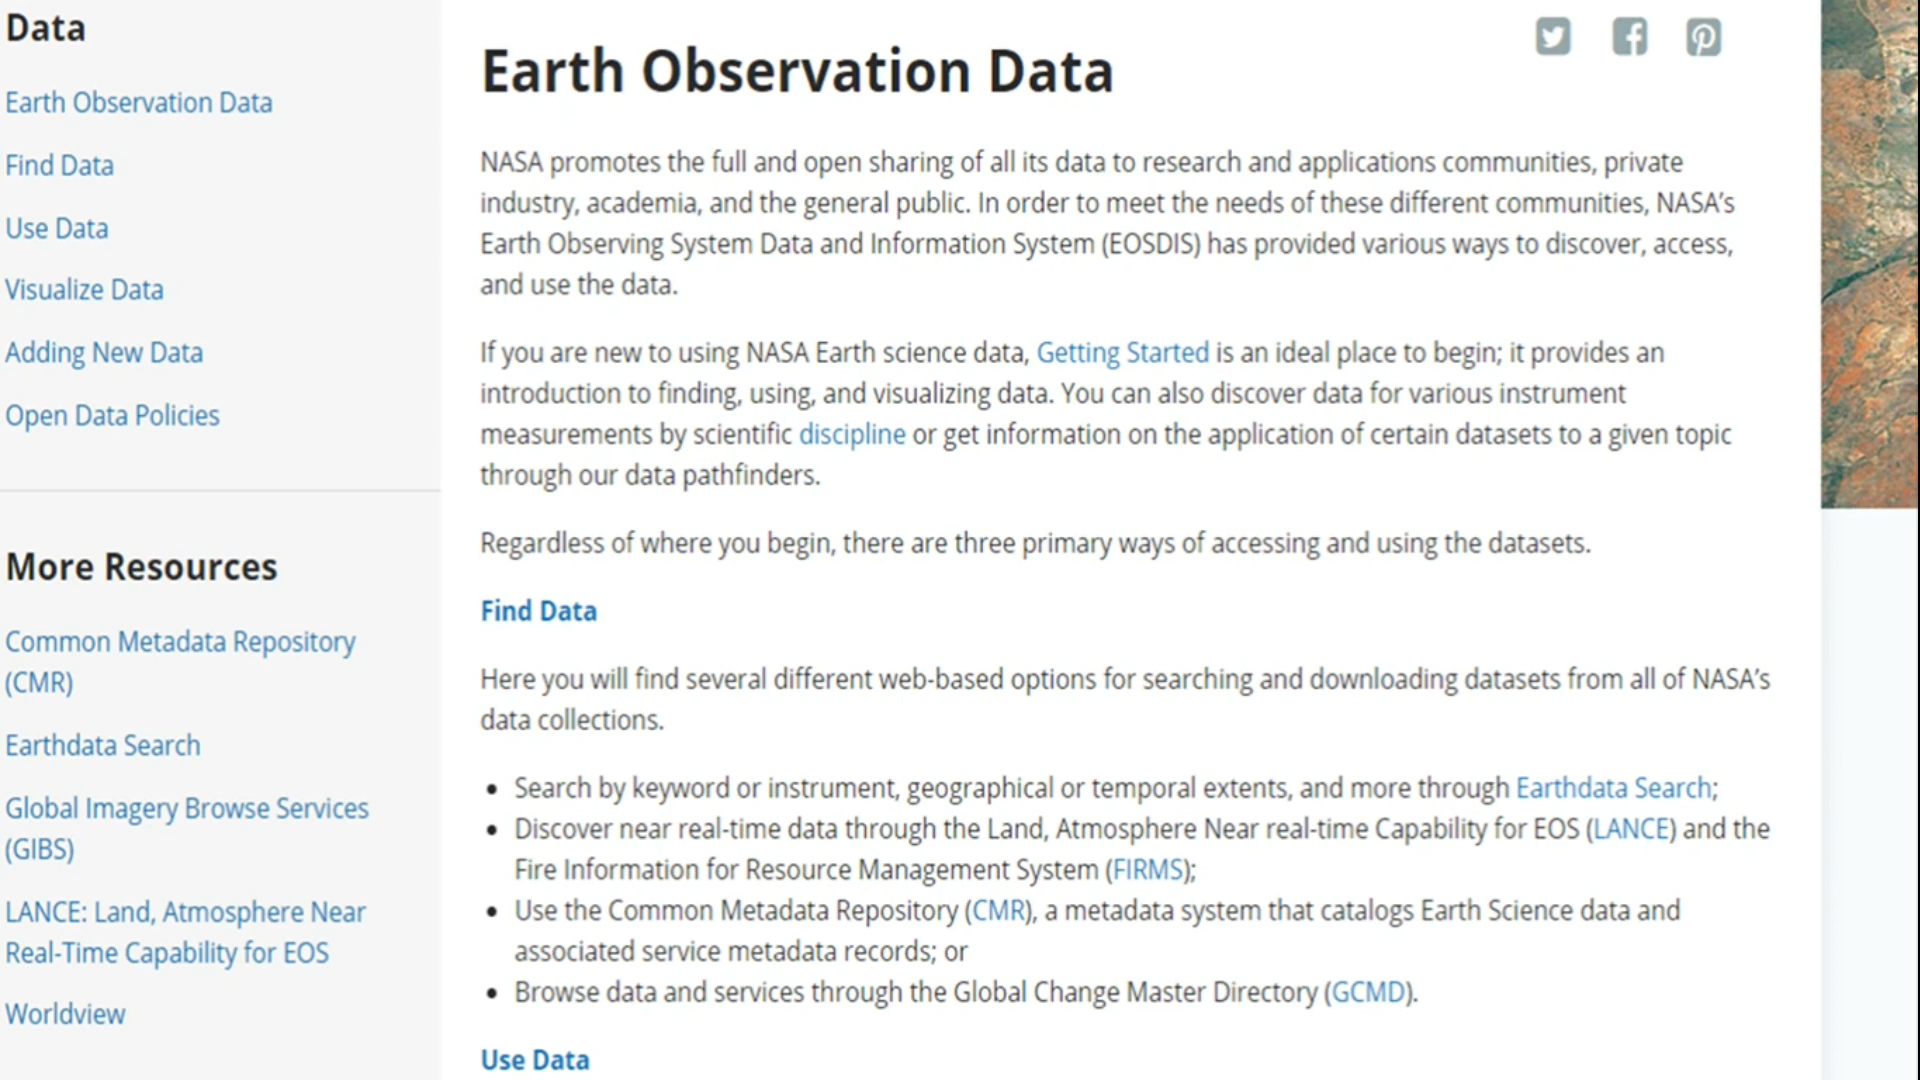 Data
Earth Observation Data
Find Data
Use Data
Visualize Data
Adding New Data
Open Data Policies
More Resources
Common Metadata Repository
(CMR)
Earthdata Search
Global Imagery Browse Services
(GIBS)
LANCE: Land, Atmosphere Near
Real-Time Capability for EOS
Worldview
Earth Observation Data
NASA promotes the full and open sharing of all its data to research and applications communities, private
industry, academia, and the general public. In order to meet the needs of these different communities, NASA’s
Earth Observing System Data and Information System (EOSDIS) has provided various ways to discover, access,
and use the data.
If you are new to using NASA Earth science data, Getting Started is an ideal place to begin; it provides an
introduction to finding, using, and visualizing data. You can also discover data for various instrument
measurements by scientific discipline or get information on the application of certain datasets to a given topic
through our data pathfinders.
Regardless of where you begin, there are three primary ways of accessing and using the datasets.
Find Data
Here you will find several different web-based options for searching and downloading datasets from all of NASA’s
data collections.
• Search by keyword or instrument, geographical or temporal extents, and more through Earthdata Search;
• Discover near real-time data through the Land, Atmosphere Near real-time Capability for EOS (LANCE) and the
Fire Information for Resource Management System (FIRMS);
• Use the Common Metadata Repository (CMR), a metadata system that catalogs Earth Science data and
associated service metadata records; or
• Browse data and services through the Global Change Master Directory (GCMD).
Use Data